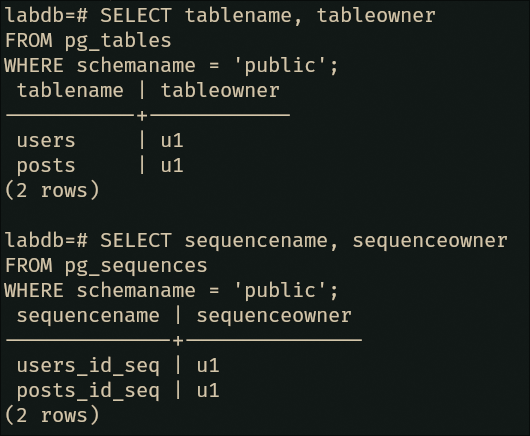 labdb=# SELECT tablename, tableowner
FROM pg_tables
WHERE schemaname = 'public';
 tablename | tableowner
-----------+------------
 users     | u1
 posts     | u1
(2 rows)

labdb=# SELECT sequencename, sequenceowner
FROM pg_sequences
WHERE schemaname = 'public';
 sequencename | sequenceowner
--------------+---------------
 users_id_seq | u1
 posts_id_seq | u1
(2 rows)